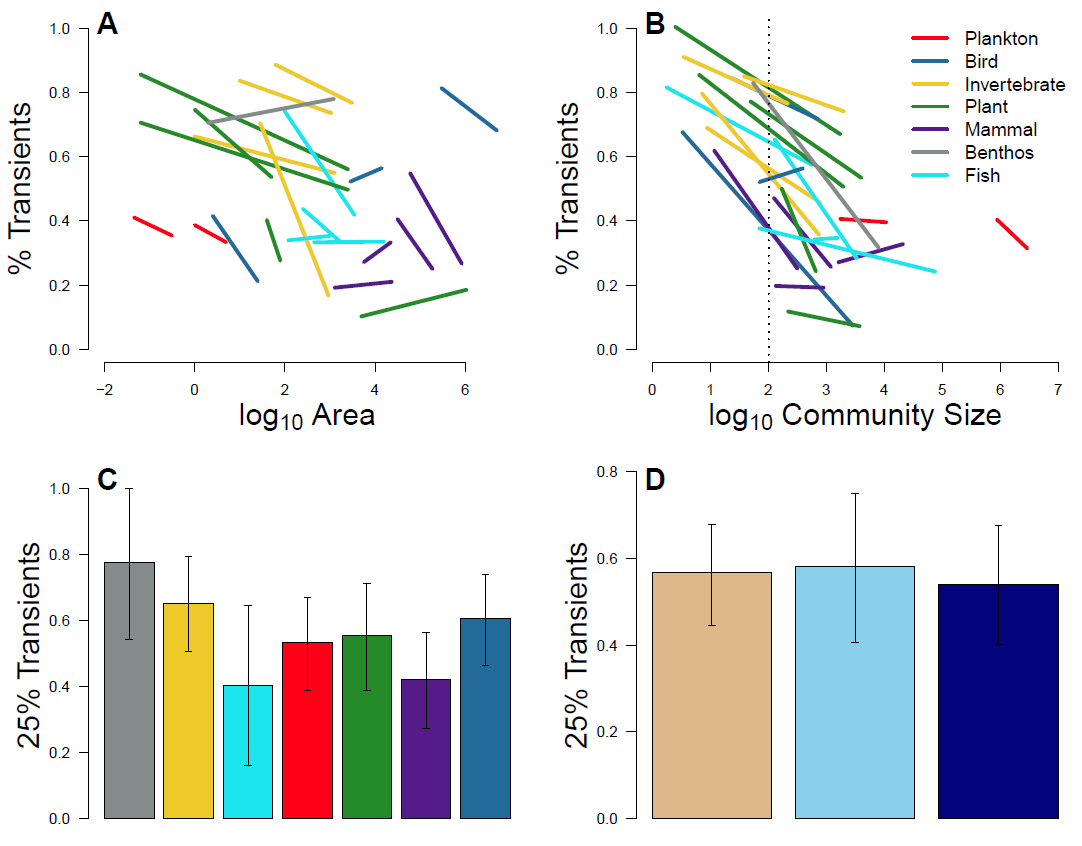 A
% Transients
1.0
0.8
0.6
0.4
0.2
0.0
−2 0 2 4 6
log10 Area
B
% Transients
1.0
0.8
0.6
0.4
0.2
0.0
0 1 2 3 4 5 6 7
log10 Community Size
Plankton
Bird
Invertebrate
Plant
Mammal
Benthos
Fish
C
25% Transients
1.0
0.8
0.6
0.4
0.2
0.0
D
25% Transients
0.8
0.6
0.4
0.2
0.0